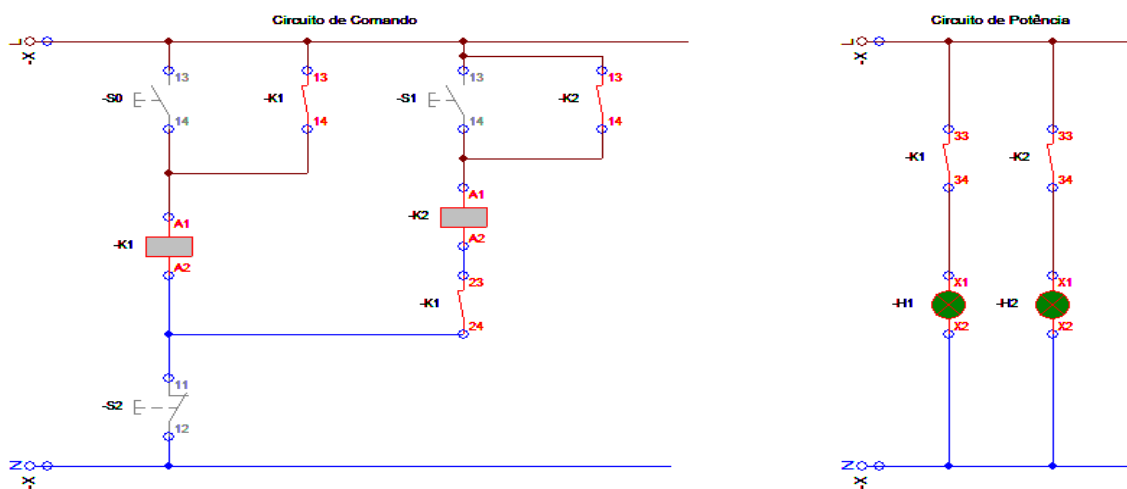 Circuito de Comando
Circuito de Potência
L
-X
13
-S0
14
13
-K1
14
13
-S1
14
13
-K2
14
A1
-K1
A2
A1
-K2
A2
23
-K1
24
11
-S2
12
N
-X
L
-X
33
-K1
34
33
-K2
34
X1
-H1
X2
X1
-H2
X2
N
-X